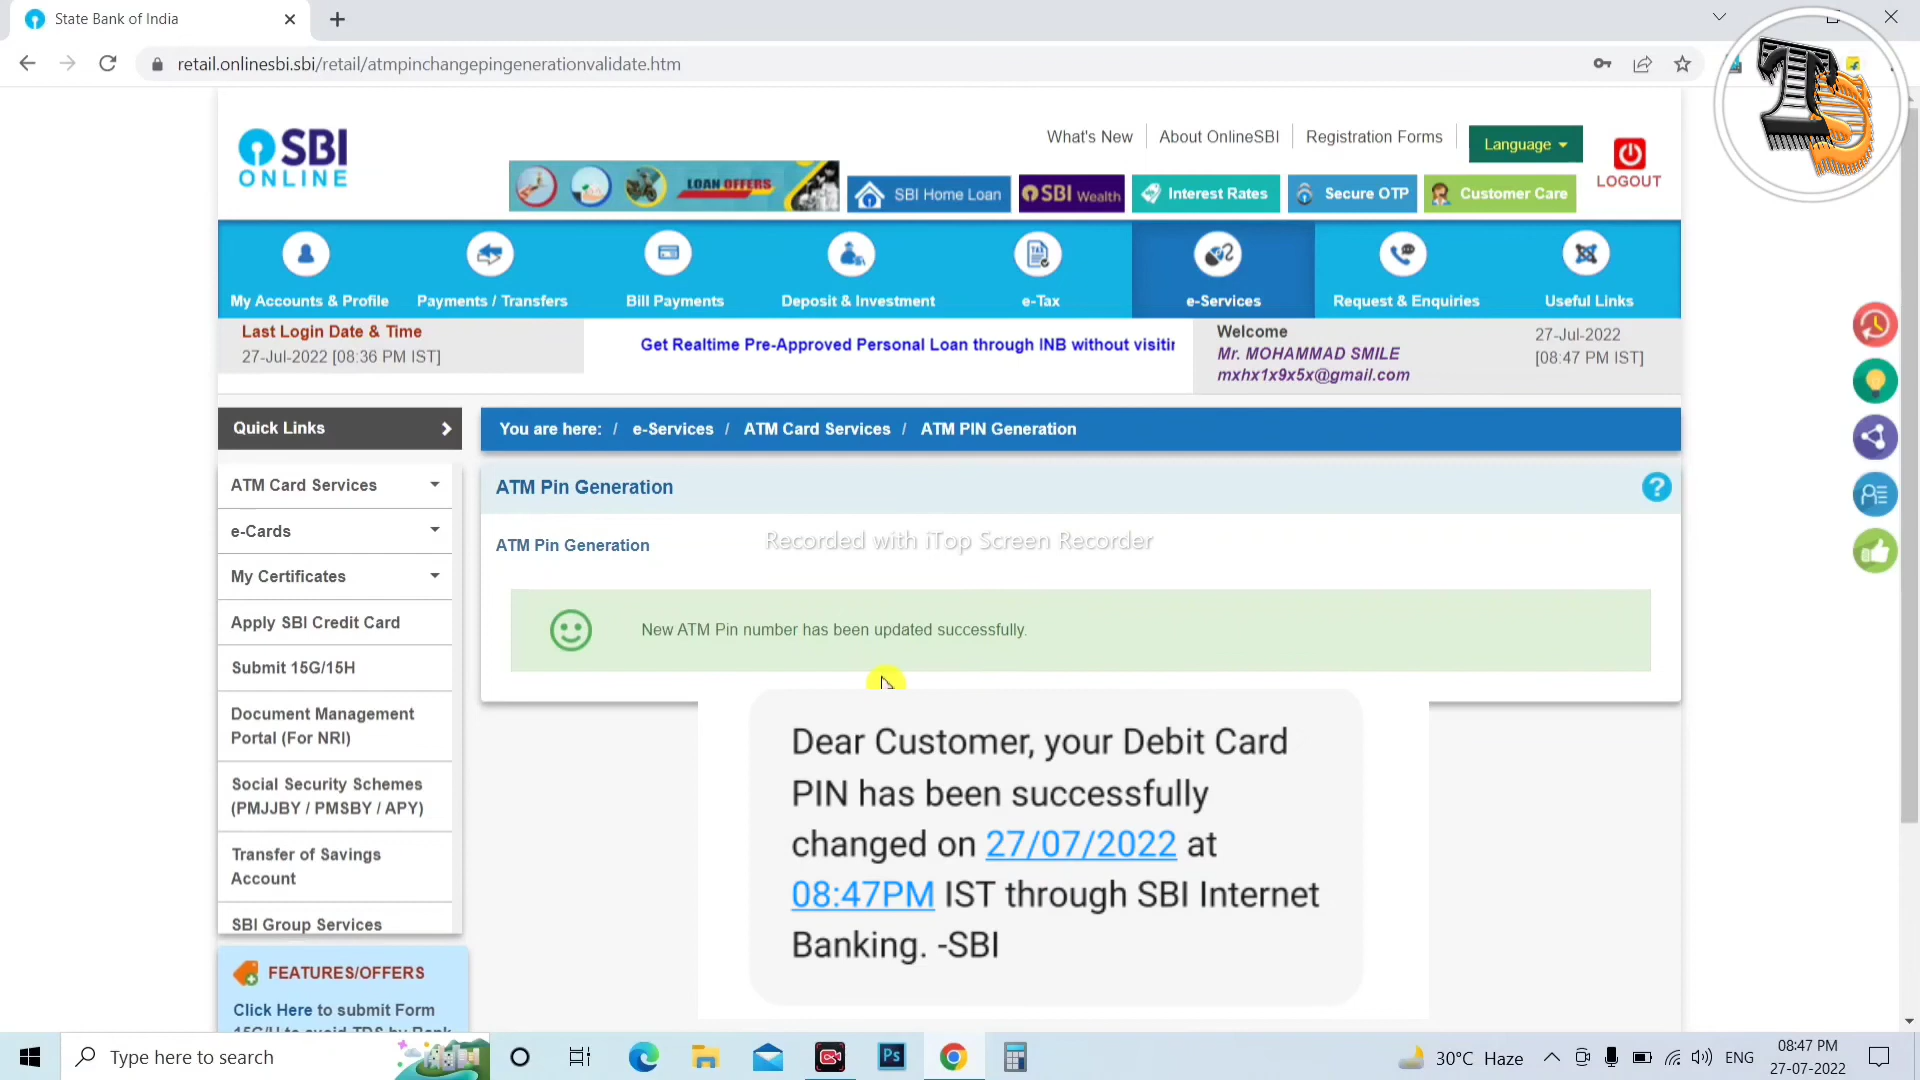 State Bank of India
retail.onlinesbi.sbi/retail/atmpinchangepingenerationvalidate.htm
TS
SBI
ONLINE
What's New
About OnlineSBI
Registration Forms
Language
LOGOUT
LOAN OFFERS
SBI Home Loan
SBI Wealth
Interest Rates
Secure OTP
Customer Care
My Accounts & Profile
Payments / Transfers
Bill Payments
Deposit & Investment
e-Tax
e-Services
Request & Enquiries
Useful Links
Last Login Date & Time
27-Jul-2022 [08:36 PM IST]
Get Realtime Pre-Approved Personal Loan through INB without
Welcome
Mr. MOHAMMAD SMILE
mxhx1x9x5x@gmail.com
27-Jul-2022
[08:47 PM IST]
Quick Links
You are here: / e-Services / ATM Card Services / ATM PIN Generation
ATM Card Services
e-Cards
My Certificates
Apply SBI Credit Card
Submit 15G/15H
Document Management
Portal (For NRI)
Social Security Schemes
(PMJJBY / PMSBY / APY)
Transfer of Savings
Account
SBI Group Services
FEATURES/OFFERS
Click Here to submit Form
15G/H to avoid TDS by Bank
ATM Pin Generation
?
ATM Pin Generation
Recorded with iTop Screen Recorder
New ATM Pin number has been updated successfully.
Dear Customer, your Debit Card
PIN has been successfully
changed on 27/07/2022 at
08:47PM IST through SBI Internet
Banking. -SBI
Type here to search
Ps
30°C Haze
ENG
08:47 PM
27-07-2022